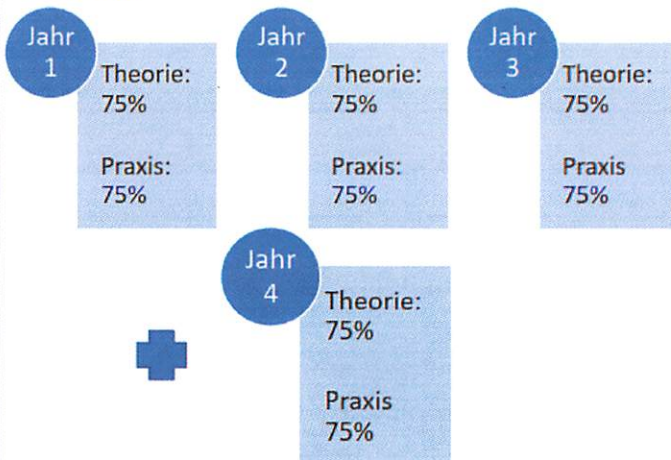 Jahr
1
Theorie:
75%
Praxis:
75%
Jahr
2
Theorie:
75%
Praxis:
75%
Jahr
3
Theorie:
75%
Praxis
75%
Jahr
4
Theorie:
75%
Praxis
75%